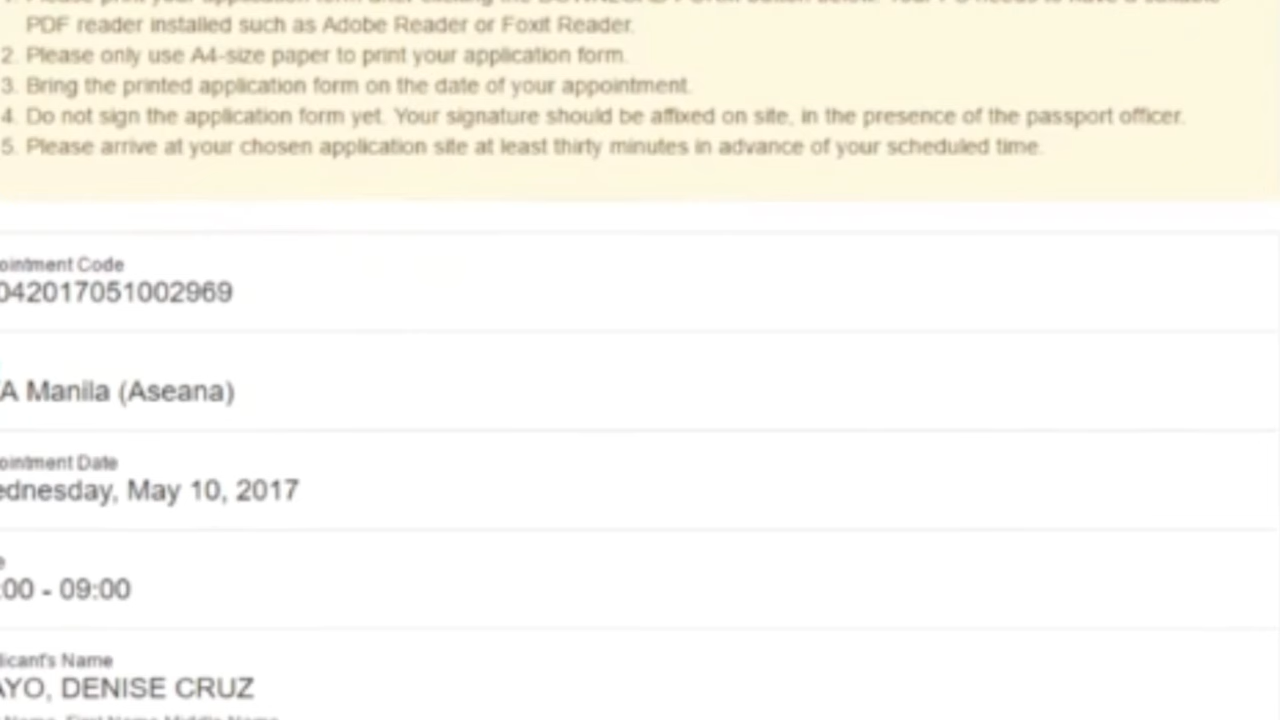 PDF reader installed such as Adobe Reader or Foxit Reader.
2. Please only use A4-size paper to print your application form.
3. Bring the printed application form on the date of your appointment.
4. Do not sign the application form yet. Your signature should be affixed on site, in the presence of the passport officer.
5. Please arrive at your chosen application site at least thirty minutes in advance of your scheduled time.
ointment Code
042017051002969
A Manila (Aseana)
ointment Date
ednesday, May 10, 2017
:00 - 09:00
licant's Name
AYO, DENISE CRUZ